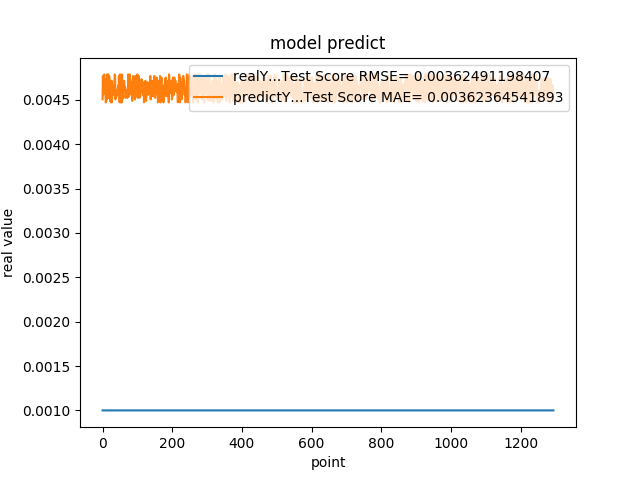 model predict
realY...Test Score RMSE= 0.00362491198407
predictY...Test Score MAE= 0.00362364541893
0.0045
0.0040
0.0035
0.0030
0.0025
0.0020
0.0015
0.0010
real value
0 200 400 600 800 1000 1200
point